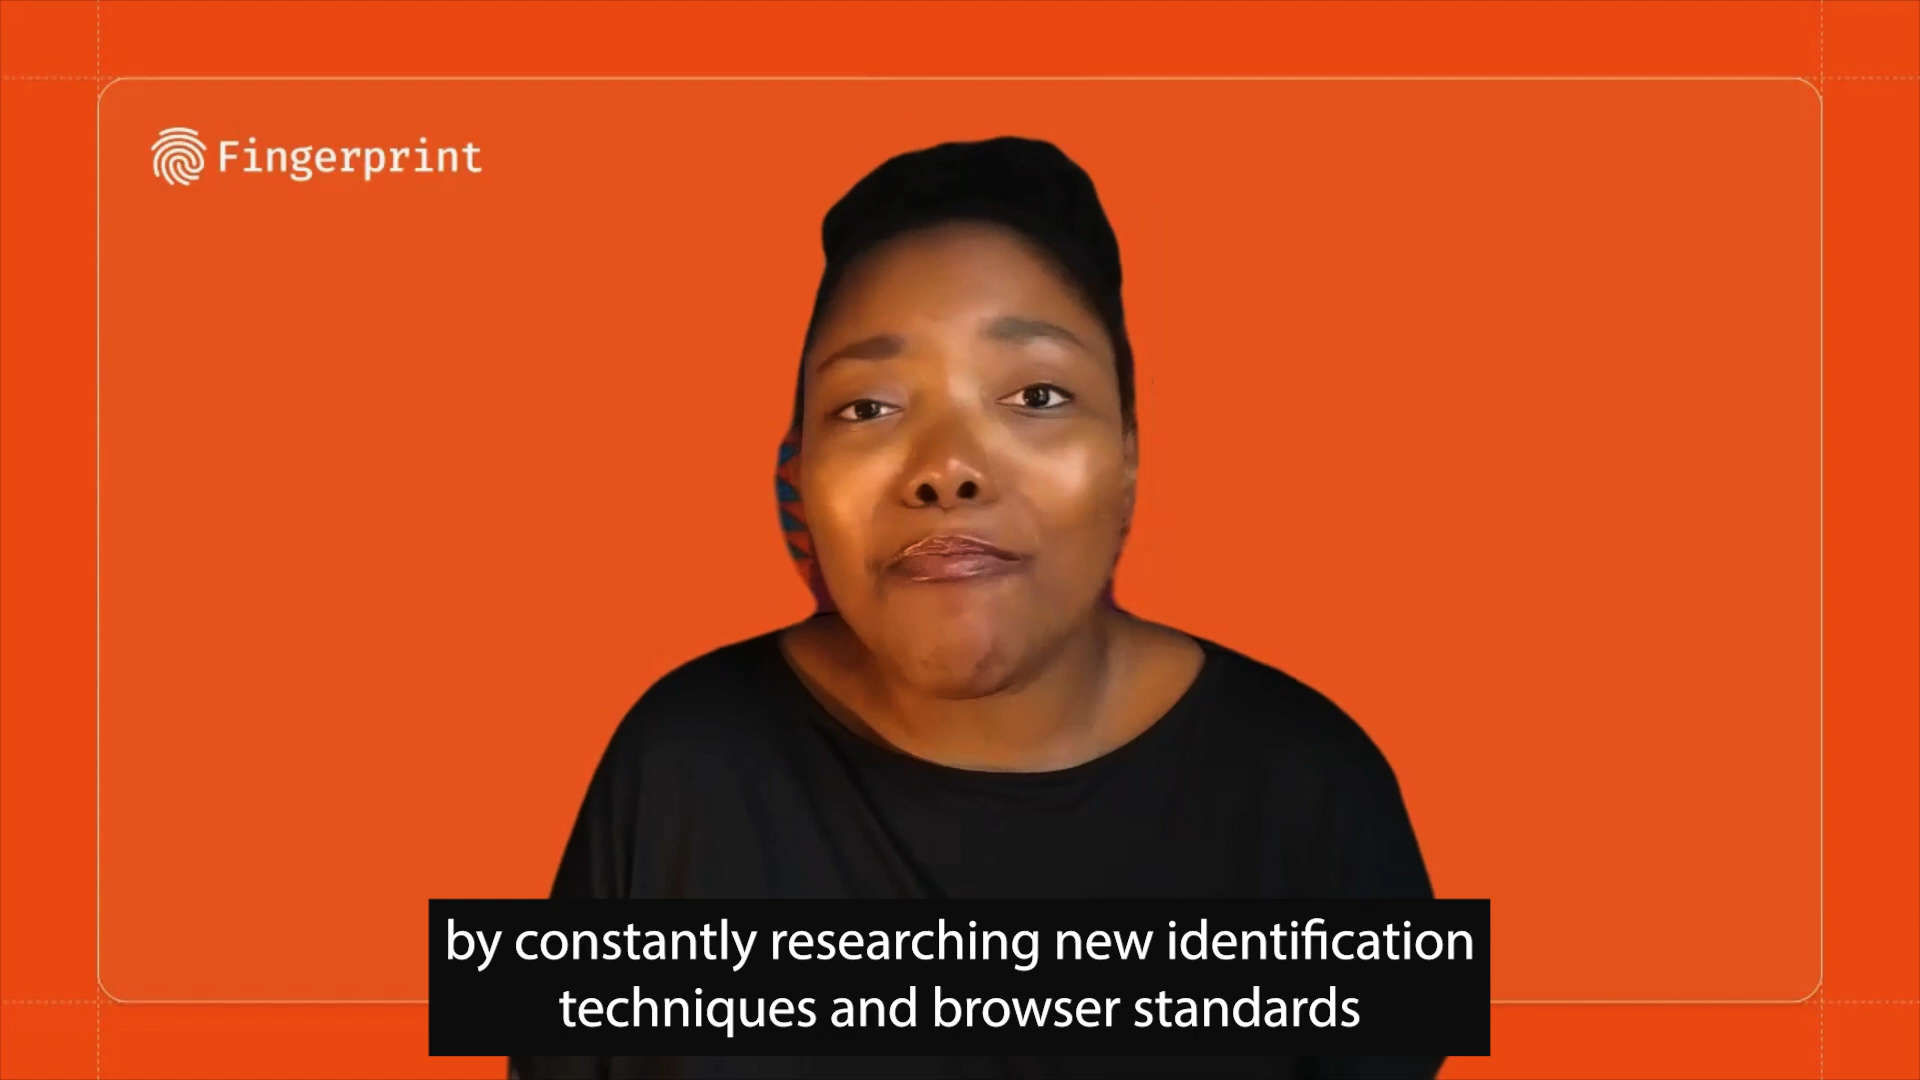 Fingerprint
by constantly researching new identification
techniques and browser standards